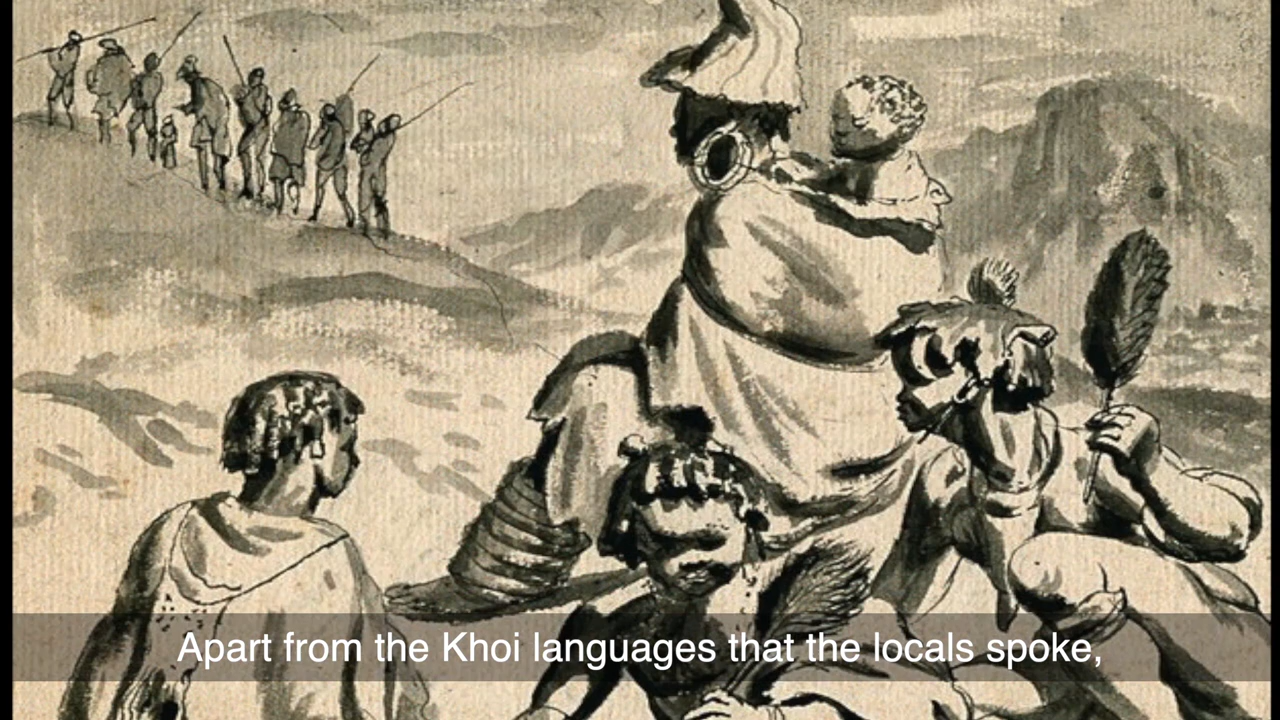 Apart from the Khoi languages that the locals spoke,